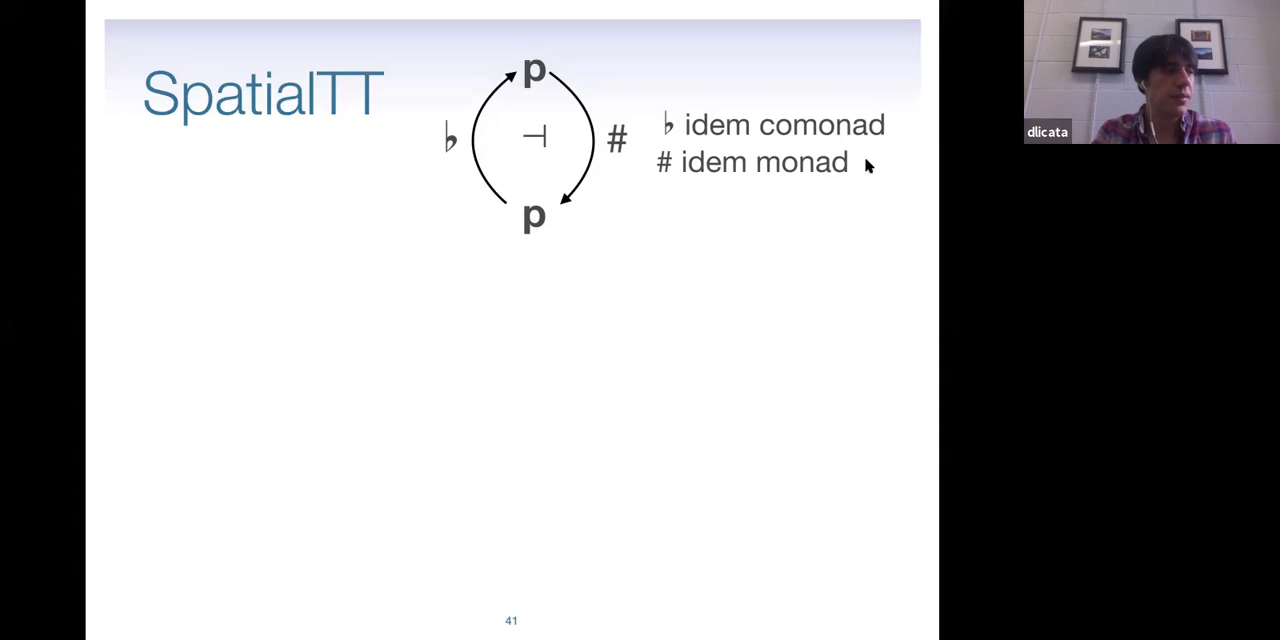 SpatialTT
p
♭ ⊣ #
p
♭ idem comonad
# idem monad
dlicata
41